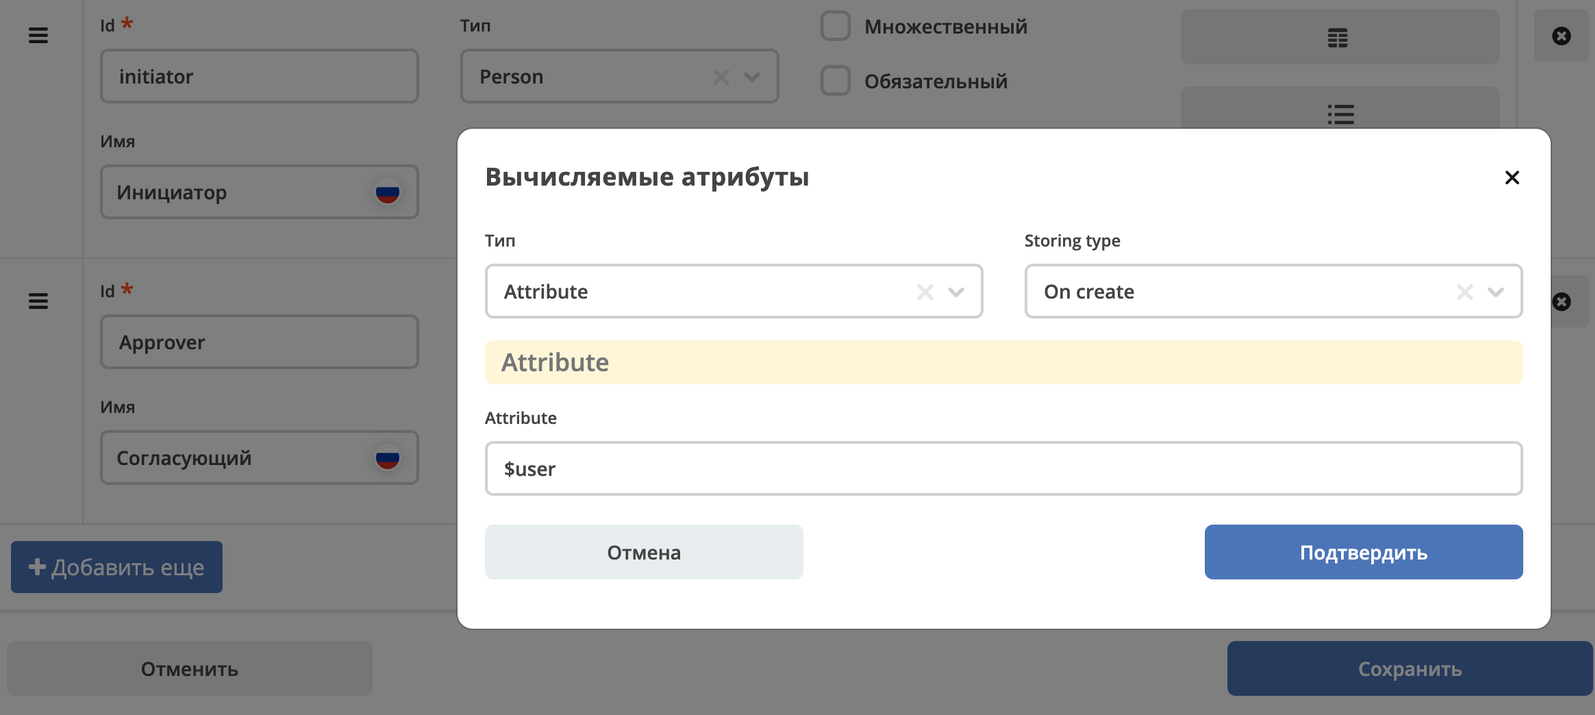 Id *
Тип
Множественный
initiator
Person
Обязательный
Имя
Инициатор
Вычисляемые атрибуты
Тип
Storing type
Attribute
On create
Attribute
Attribute
$user
Отмена
Подтвердить
Id *
Approver
Имя
Согласующий
Добавить еще
Отменить
Сохранить